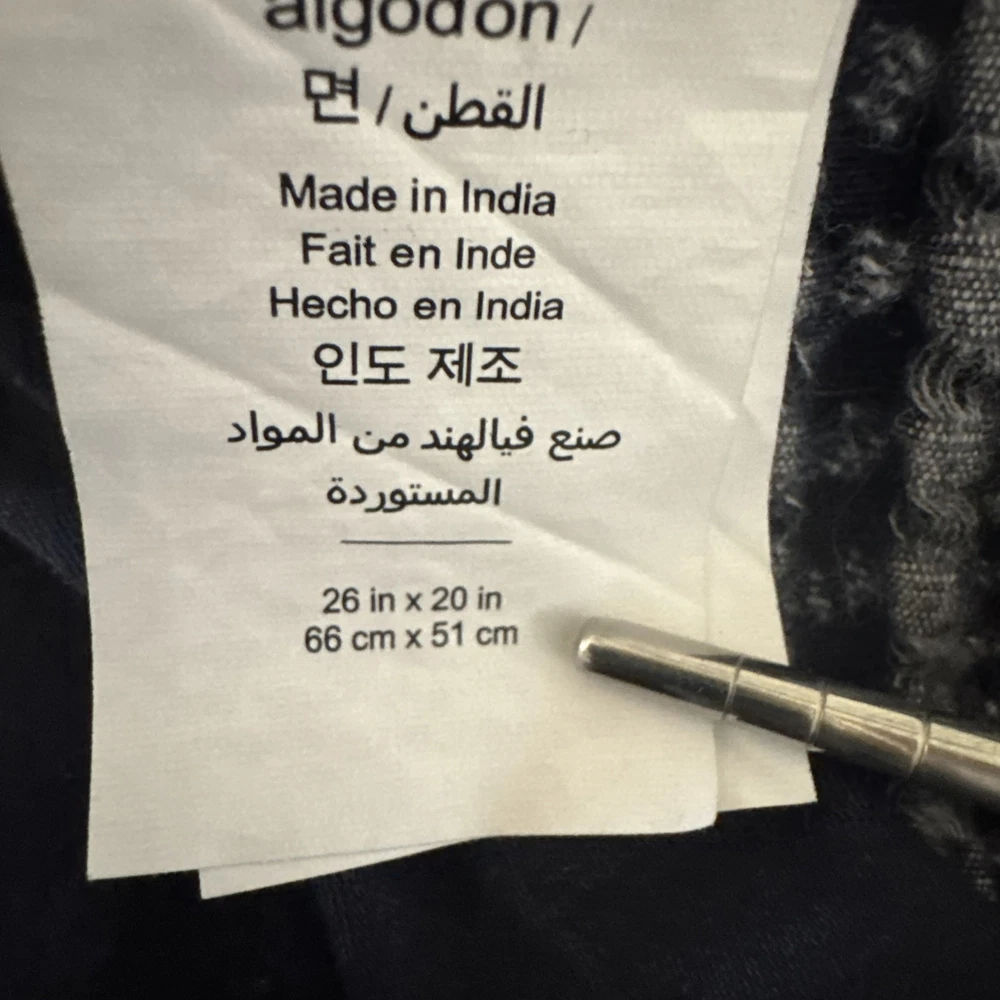 algodón /
면 / القطن
Made in India
Fait en Inde
Hecho en India
인도 제조
صنع فيالهند من المواد
المستوردة
26 in x 20 in
66 cm x 51 cm